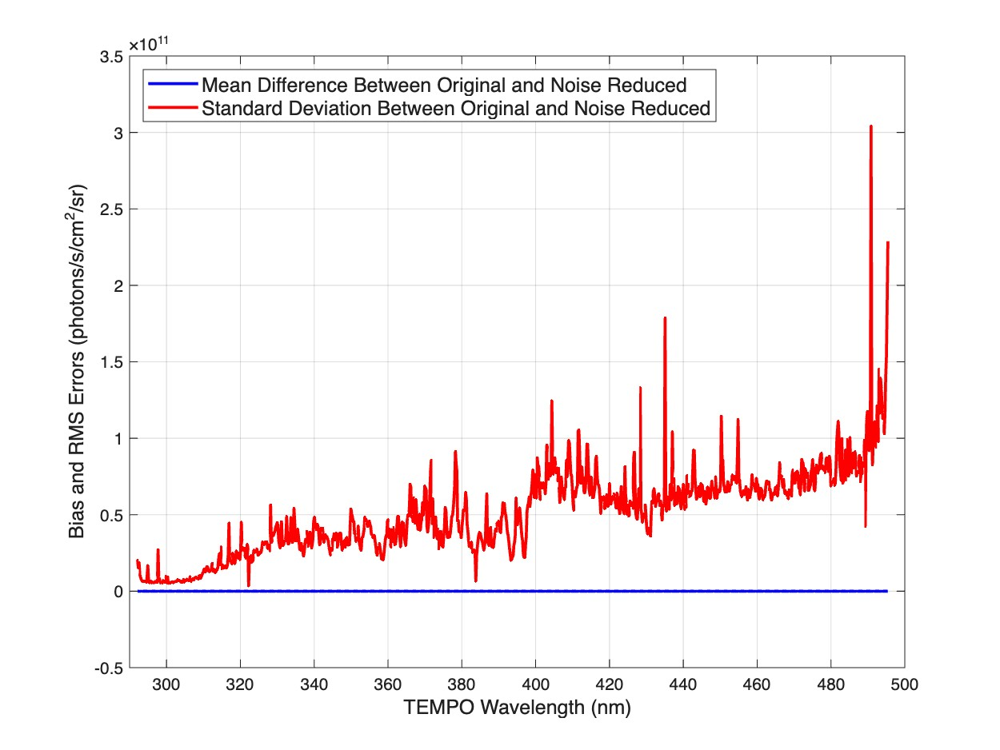 ×10¹¹
3.5
3
2.5
2
1.5
1
0.5
0
-0.5
Bias and RMS Errors (photons/s/cm²/sr)
Mean Difference Between Original and Noise Reduced
Standard Deviation Between Original and Noise Reduced
300 320 340 360 380 400 420 440 460 480 500
TEMPO Wavelength (nm)